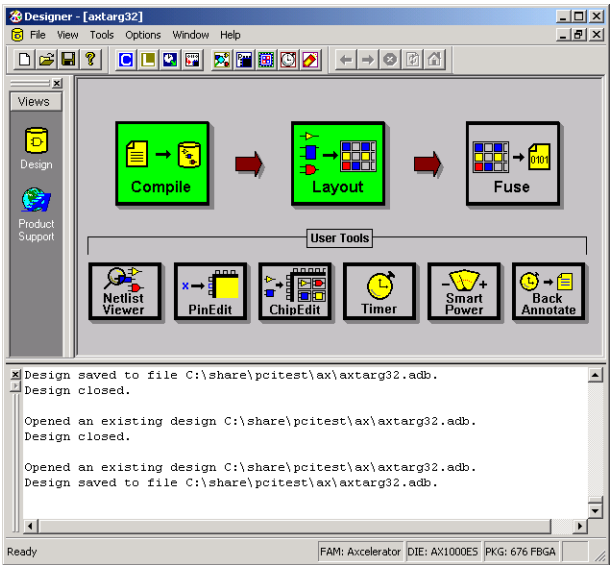 Designer - [axtarg32]
File View Tools Options Window Help
Views
Design
Product
Support
Compile
Layout
0101
Fuse
User Tools
Netlist
Viewer
PinEdit
ChipEdit
Timer
Smart
Power
Back
Annotate
Design saved to file C:\share\pcitest\ax\axtarg32.adb.
Design closed.
Opened an existing design C:\share\pcitest\ax\axtarg32.adb.
Design closed.
Opened an existing design C:\share\pcitest\ax\axtarg32.adb.
Design saved to file C:\share\pcitest\ax\axtarg32.adb.
Ready FAM: Axcelerator DIE: AX1000ES PKG: 676 FBGA